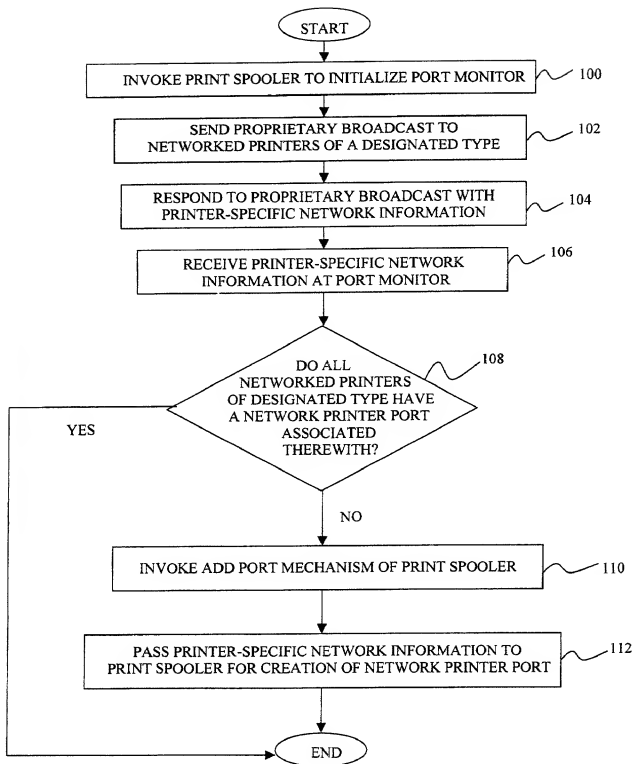 START
INVOKE PRINT SPOOLER TO INITIALIZE PORT MONITOR
100
SEND PROPRIETARY BROADCAST TO
NETWORKED PRINTERS OF A DESIGNATED TYPE
102
RESPOND TO PROPRIETARY BROADCAST WITH
PRINTER-SPECIFIC NETWORK INFORMATION
104
RECEIVE PRINTER-SPECIFIC NETWORK
INFORMATION AT PORT MONITOR
106
DO ALL
NETWORKED PRINTERS
OF DESIGNATED TYPE HAVE
A NETWORK PRINTER PORT
ASSOCIATED
THEREWITH?
108
YES
NO
INVOKE ADD PORT MECHANISM OF PRINT SPOOLER
110
PASS PRINTER-SPECIFIC NETWORK INFORMATION TO
PRINT SPOOLER FOR CREATION OF NETWORK PRINTER PORT
112
END